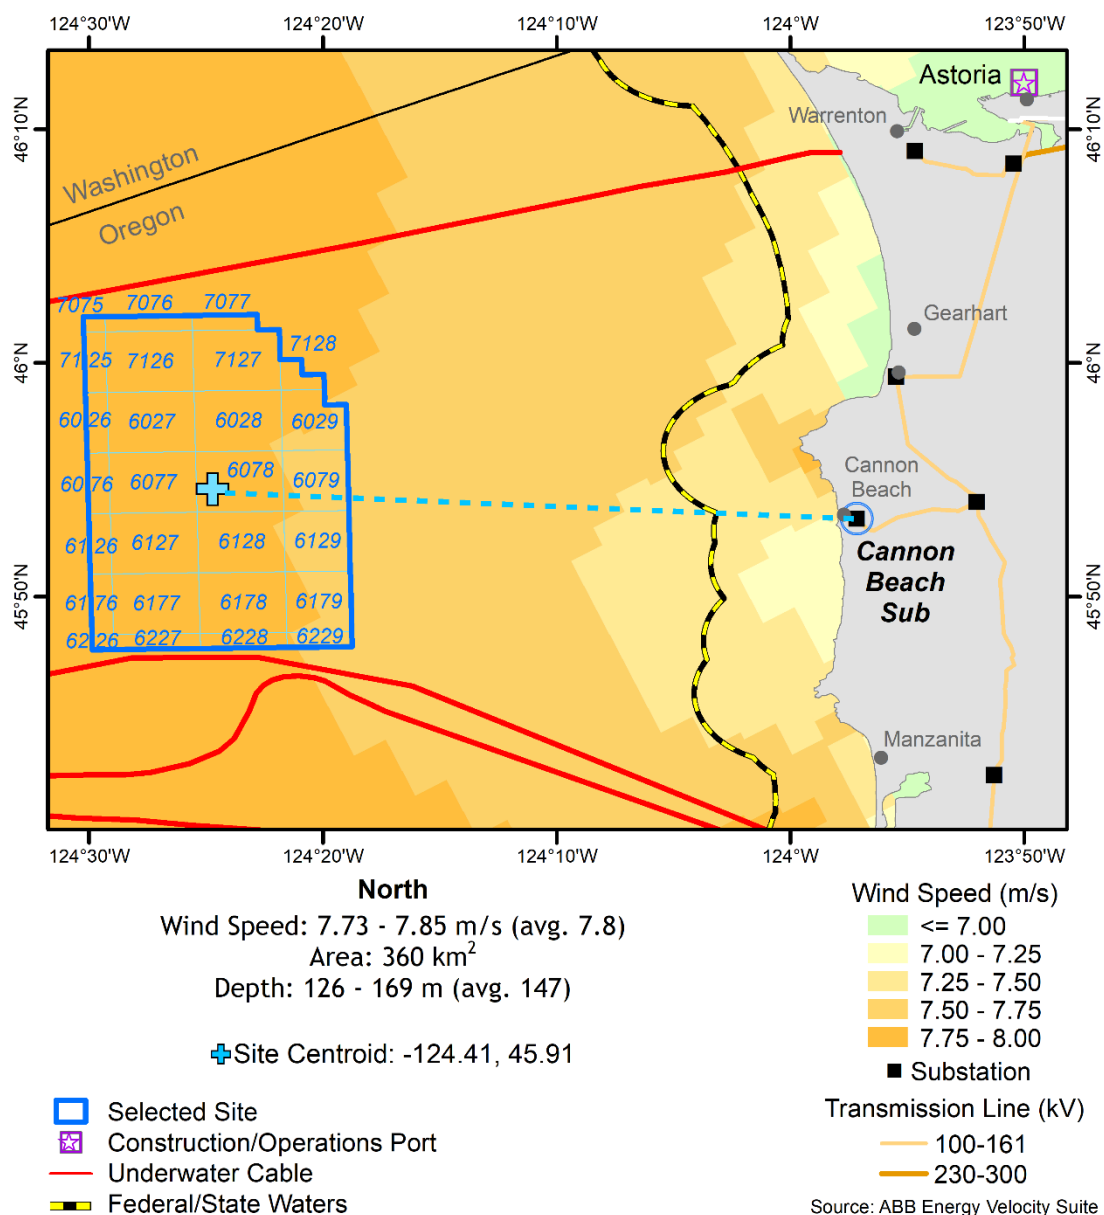 124°30'W 124°20'W 124°10'W 124°0'W 123°50'W
Astoria
Warrenton
46°10'N 46°10'N
Washington
Oregon
7075 7076 7077
Gearhart
7128
7125 7126 7127
46°N 46°N
6026 6027 6028 6029
Cannon
Beach
6076 6077 6078 6079
6126 6127 6128 6129
Cannon
Beach
Sub
45°50'N 45°50'N
6176 6177 6178 6179
6226 6227 6228 6229
Manzanita
124°30'W 124°20'W 124°10'W 124°0'W 123°50'W
North
Wind Speed: 7.73 - 7.85 m/s (avg. 7.8)
Area: 360 km²
Depth: 126 - 169 m (avg. 147)
Site Centroid: -124.41, 45.91
Selected Site
Construction/Operations Port
Underwater Cable
Federal/State Waters
Wind Speed (m/s)
<= 7.00
7.00 - 7.25
7.25 - 7.50
7.50 - 7.75
7.75 - 8.00
Substation
Transmission Line (kV)
100-161
230-300
Source: ABB Energy Velocity Suite